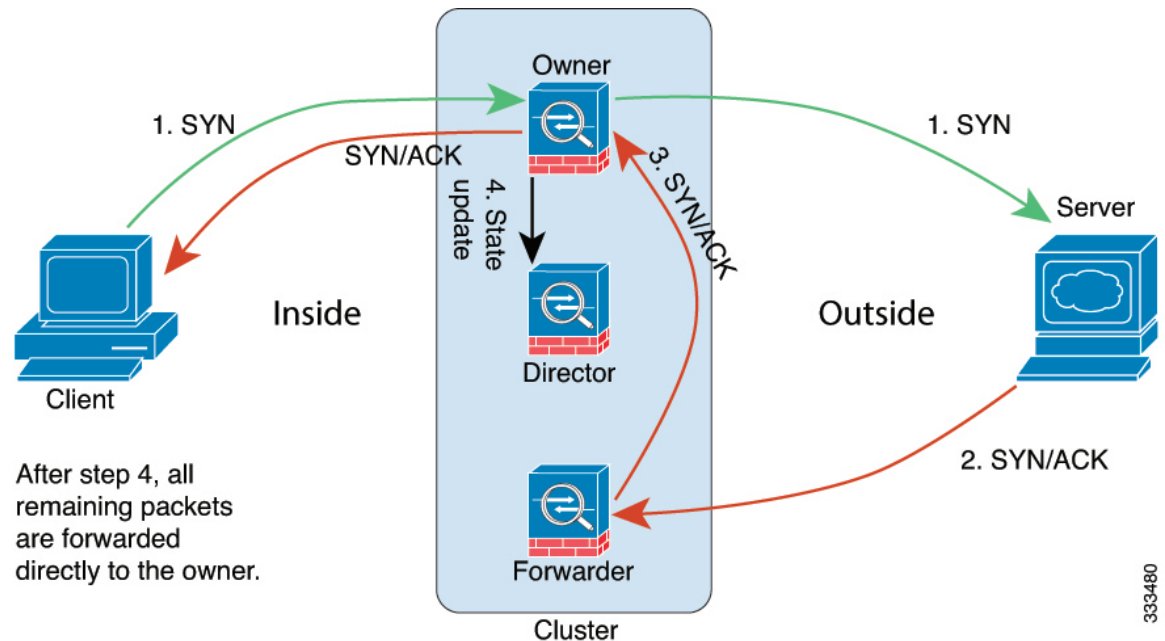 Owner
1. SYN
1. SYN
SYN/ACK
3. SYN/ACK
4. State
update
Server
Inside
Outside
Director
Client
2. SYN/ACK
After step 4, all
remaining packets
are forwarded
directly to the owner.
Forwarder
Cluster
333480